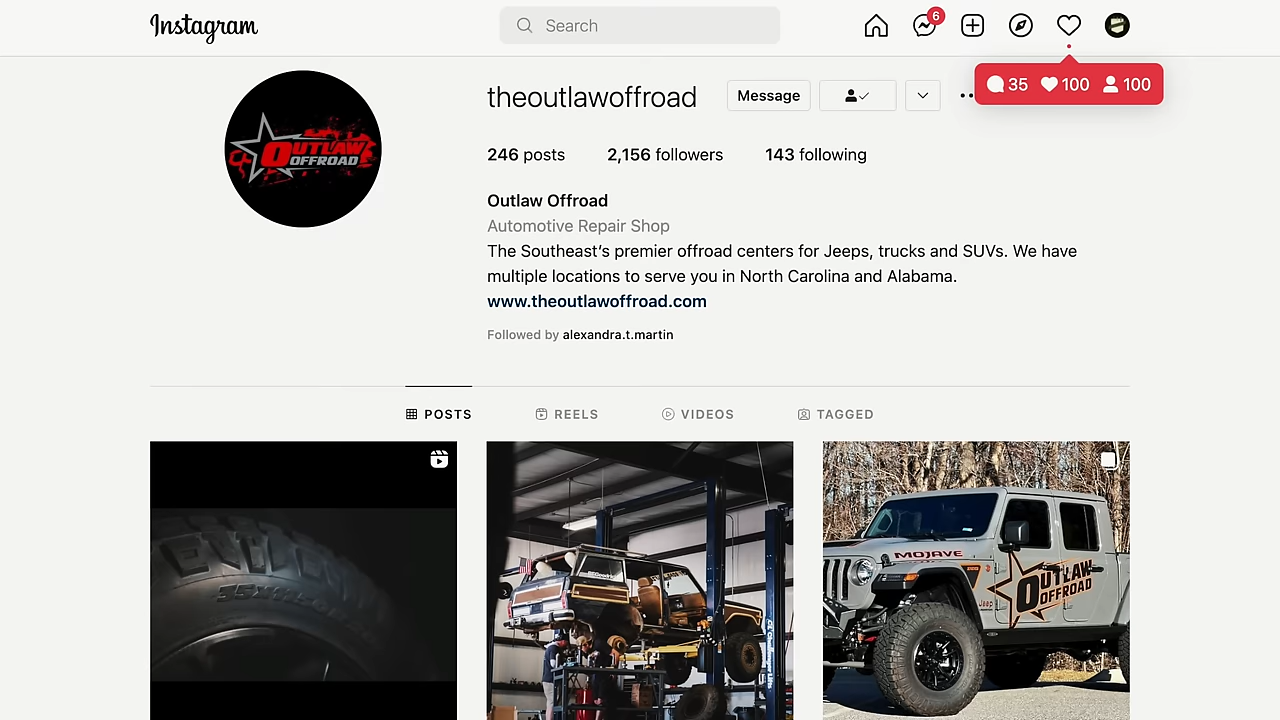 Instagram
Search
6
35 100 100
theoutlawoffroad
Message
246 posts 2,156 followers 143 following
Outlaw Offroad
Automotive Repair Shop
The Southeast’s premier offroad centers for Jeeps, trucks and SUVs. We have
multiple locations to serve you in North Carolina and Alabama.
www.theoutlawoffroad.com
Followed by alexandra.t.martin
OUTLAW
OFFROAD
POSTS REELS VIDEOS TAGGED
MOJAVE
Jeep
OUTLAW
OFFROAD